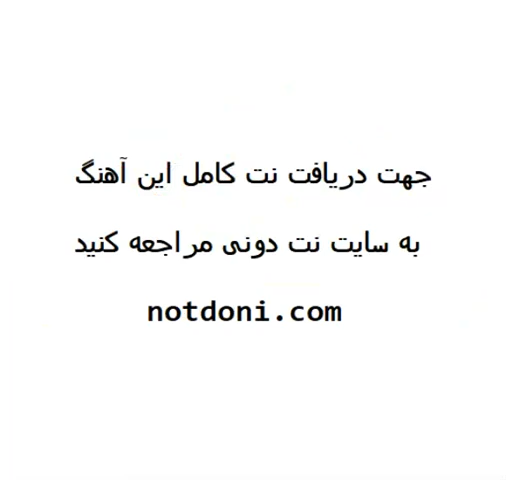 جهت دریافت نت کامل این آهنگ
به سایت نت دونی مراجعه کنید
notdoni.com